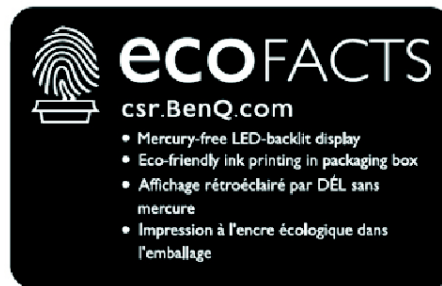 ecoFACTS
csr.BenQ.com
• Mercury-free LED-backlit display
• Eco-friendly ink printing in packaging box
• Affichage rétroéclairé par DÉL sans
mercure
• Impression à l'encre écologique dans
l'emballage